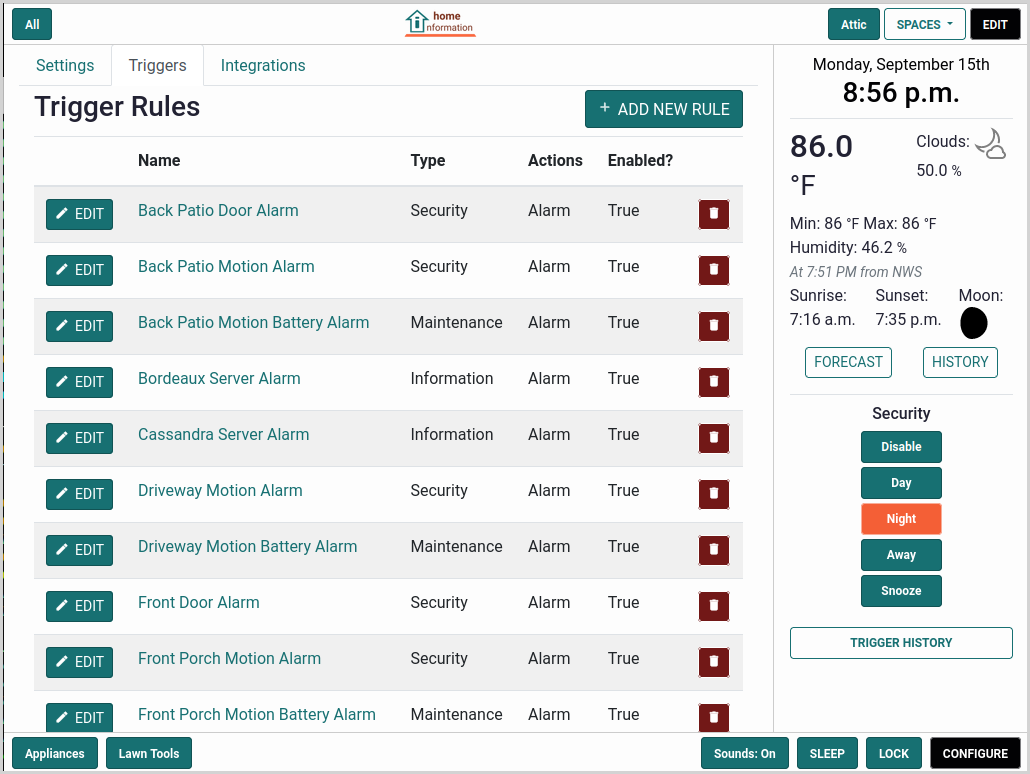 All
home
information
Attic
SPACES
EDIT
Settings
Triggers
Integrations
Trigger Rules
+ ADD NEW RULE
Name Type Actions Enabled?
EDIT Back Patio Door Alarm Security Alarm True
EDIT Back Patio Motion Alarm Security Alarm True
EDIT Back Patio Motion Battery Alarm Maintenance Alarm True
EDIT Bordeaux Server Alarm Information Alarm True
EDIT Cassandra Server Alarm Information Alarm True
EDIT Driveway Motion Alarm Security Alarm True
EDIT Driveway Motion Battery Alarm Maintenance Alarm True
EDIT Front Door Alarm Security Alarm True
EDIT Front Porch Motion Alarm Security Alarm True
EDIT Front Porch Motion Battery Alarm Maintenance Alarm True
Monday, September 15th
8:56 p.m.
86.0
°F
Clouds:
50.0 %
Min: 86 °F Max: 86 °F
Humidity: 46.2 %
At 7:51 PM from NWS
Sunrise: Sunset: Moon:
7:16 a.m. 7:35 p.m.
FORECAST
HISTORY
Security
Disable
Day
Night
Away
Snooze
TRIGGER HISTORY
Appliances
Lawn Tools
Sounds: On
SLEEP
LOCK
CONFIGURE